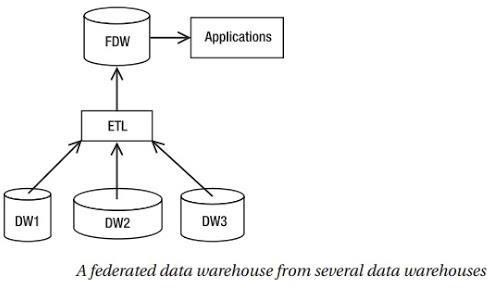 FDW
Applications
ETL
DW1
DW2
DW3
A federated data warehouse from several data warehouses